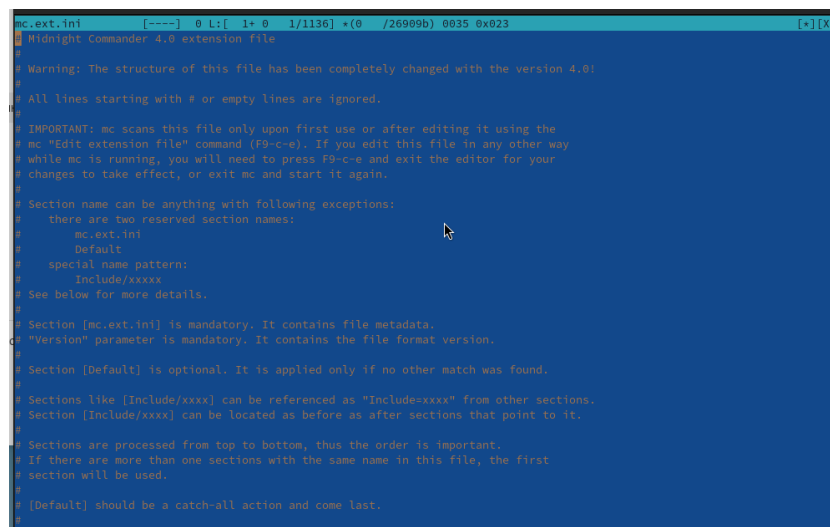 mc.ext.ini [----] 0 L:[ 1+ 0 1/1136] *(0 /26909b) 0035 0x023 [*][X
# Midnight Commander 4.0 extension file
#
# Warning: The structure of this file has been completely changed with the version 4.0!
#
# All lines starting with # or empty lines are ignored.
#
# IMPORTANT: mc scans this file only upon first use or after editing it using the
# mc "Edit extension file" command (F9-c-e). If you edit this file in any other way
# while mc is running, you will need to press F9-c-e and exit the editor for your
# changes to take effect, or exit mc and start it again.
#
# Section name can be anything with following exceptions:
#    there are two reserved section names:
#        mc.ext.ini
#        Default
#    special name pattern:
#        Include/xxxxx
# See below for more details.
#
# Section [mc.ext.ini] is mandatory. It contains file metadata.
# "Version" parameter is mandatory. It contains the file format version.
#
# Section [Default] is optional. It is applied only if no other match was found.
#
# Sections like [Include/xxxx] can be referenced as "Include=xxxx" from other sections.
# Section [Include/xxxx] can be located as before as after sections that point to it.
#
# Sections are processed from top to bottom, thus the order is important.
# If there are more than one sections with the same name in this file, the first
# section will be used.
#
# [Default] should be a catch-all action and come last.
#